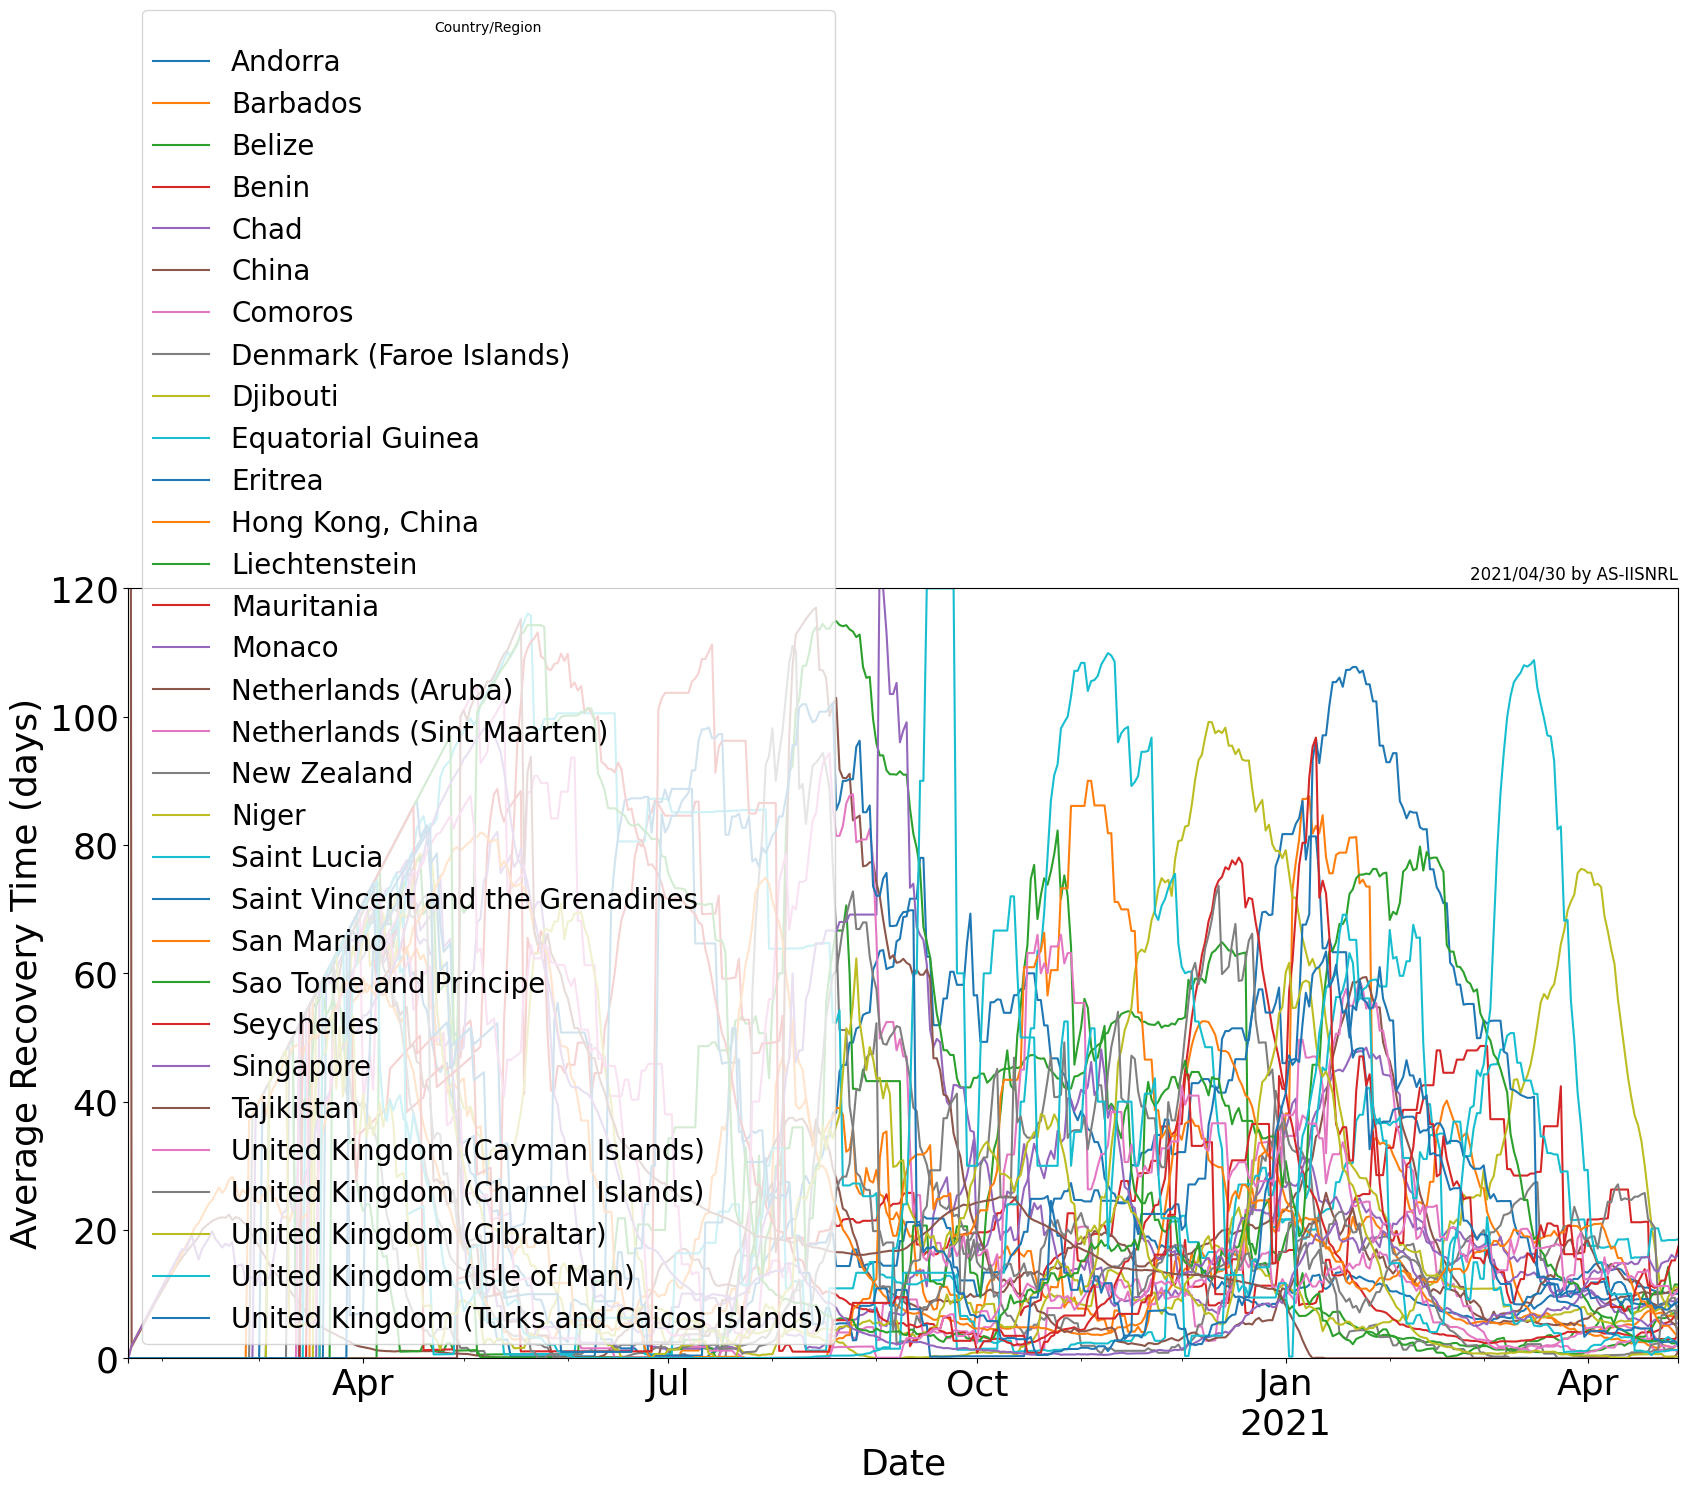 Country/Region
Andorra
Barbados
Belize
Benin
Chad
China
Comoros
Denmark (Faroe Islands)
Djibouti
Equatorial Guinea
Eritrea
Hong Kong, China
Liechtenstein
Mauritania
Monaco
Netherlands (Aruba)
Netherlands (Sint Maarten)
New Zealand
Niger
Saint Lucia
Saint Vincent and the Grenadines
San Marino
Sao Tome and Principe
Seychelles
Singapore
Tajikistan
United Kingdom (Cayman Islands)
United Kingdom (Channel Islands)
United Kingdom (Gibraltar)
United Kingdom (Isle of Man)
United Kingdom (Turks and Caicos Islands)
2021/04/30 by AS-IISNRL
Average Recovery Time (days)
120
100
80
60
40
20
0
Apr
Jul
Oct
Jan
2021
Apr
Date